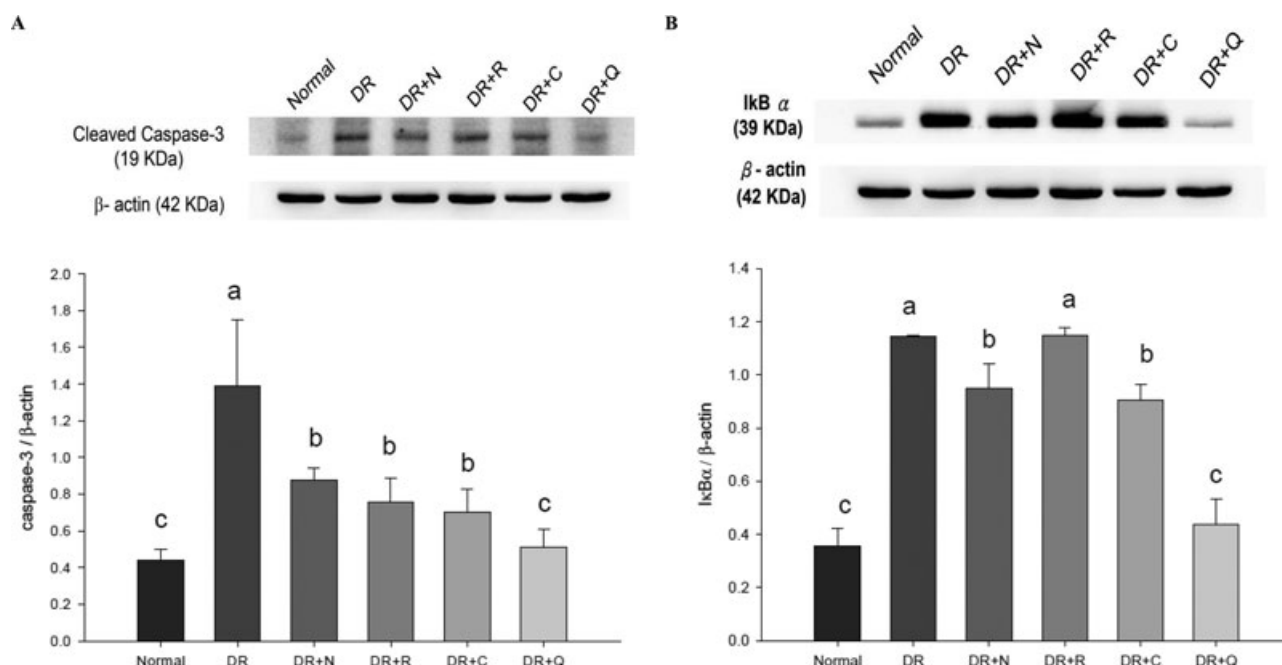 A
Normal DR DR+N DR+R DR+C DR+Q
Cleaved Caspase-3
(19 KDa)
β- actin (42 KDa)
caspase-3 / β-actin
2.0
1.8
1.6
1.4
1.2
1.0
0.8
0.6
0.4
0.2
0.0
c a b b b c
Normal DR DR+N DR+R DR+C DR+Q
B
Normal DR DR+N DR+R DR+C DR+Q
IkB α
(39 KDa)
β- actin
(42 KDa)
IκBα / β-actin
1.4
1.2
1.0
0.8
0.6
0.4
0.2
0.0
c a b a b c
Normal DR DR+N DR+R DR+C DR+Q